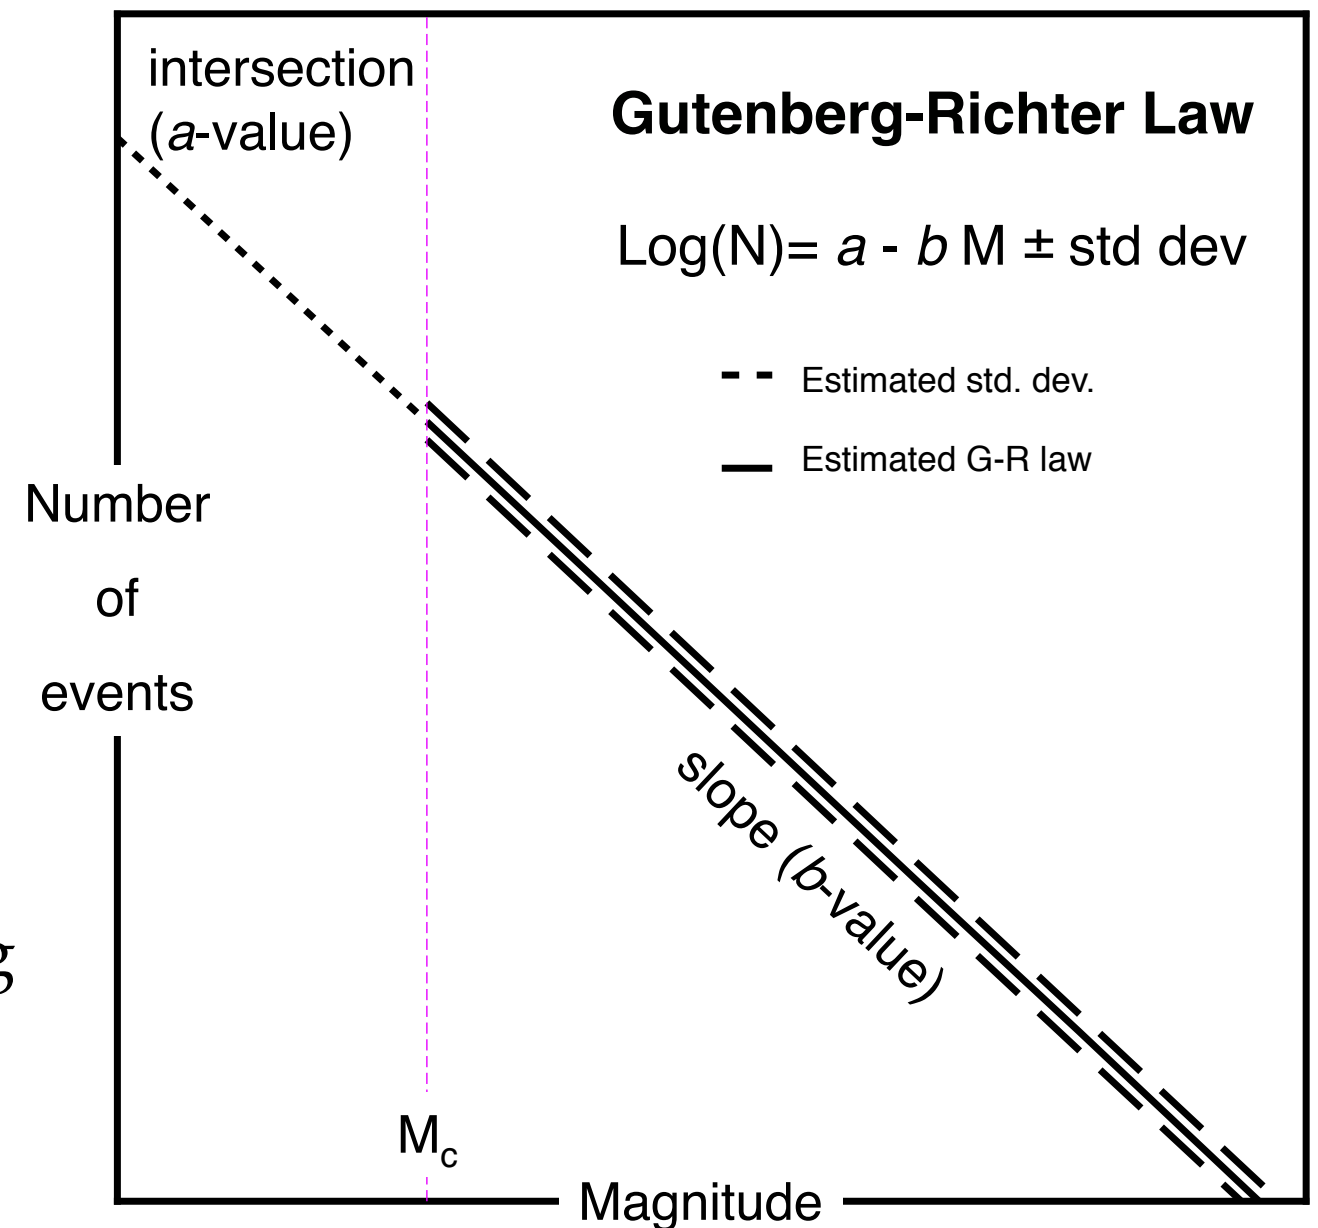 intersection
(a-value)
Gutenberg-Richter Law
Log(N)= a - b M ± std dev
Estimated std. dev.
Estimated G-R law
Number
of
events
slope (b-value)
g
Mc
Magnitude